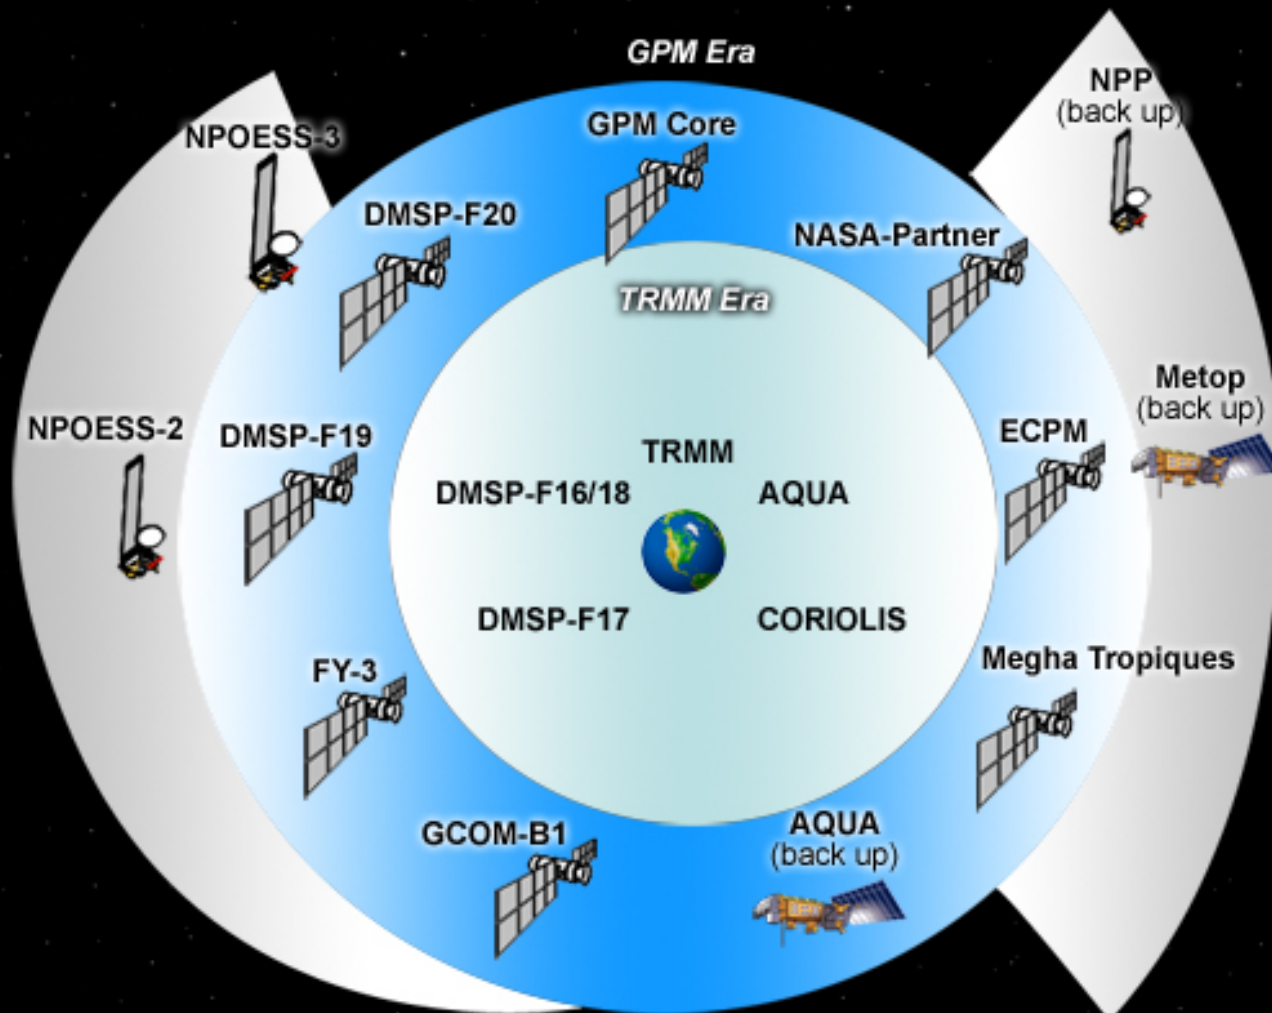 GPM Era
NPP
(back up)
GPM Core
NPOESS-3
DMSP-F20
NASA-Partner
TRMM Era
Metop
(back up)
NPOESS-2
DMSP-F19
ECPM
TRMM
DMSP-F16/18
AQUA
DMSP-F17
CORIOLIS
FY-3
Megha Tropiques
GCOM-B1
AQUA
(back up)